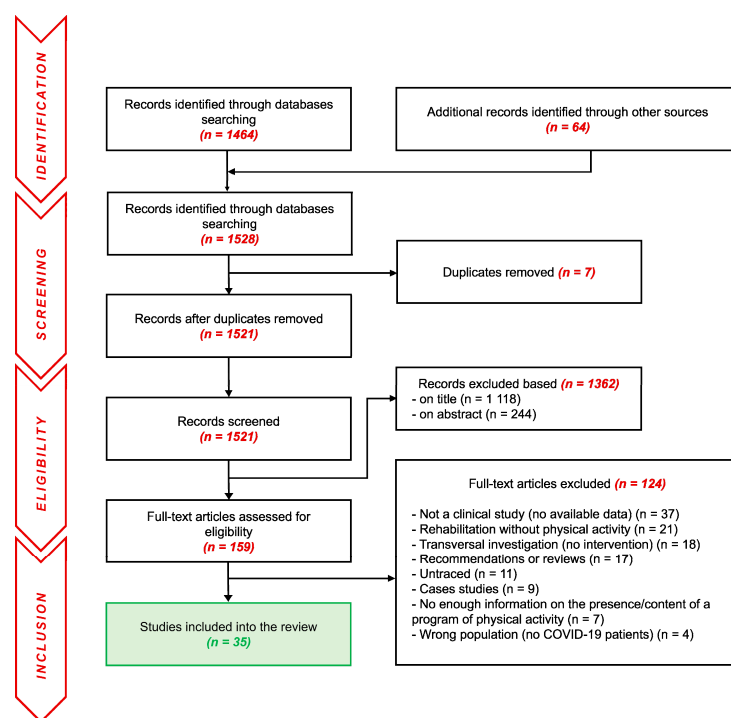 IDENTIFICATION
Records identified through databases
searching
(n = 1464)
Additional records identified through other sources
(n = 64)
SCREENING
Records identified through databases
searching
(n = 1528)
Duplicates removed (n = 7)
Records after duplicates removed
(n = 1521)
ELIGIBILITY
Records excluded based (n = 1362)
- on title (n = 1 118)
- on abstract (n = 244)
Records screened
(n = 1521)
Full-text articles assessed for
eligibility
(n = 159)
Full-text articles excluded (n = 124)
- Not a clinical study (no available data) (n = 37)
- Rehabilitation without physical activity (n = 21)
- Transversal investigation (no intervention) (n = 18)
- Recommendations or reviews (n = 17)
- Untraced (n = 11)
- Cases studies (n = 9)
- No enough information on the presence/content of a
program of physical activity (n = 7)
- Wrong population (no COVID-19 patients) (n = 4)
INCLUSION
Studies included into the review
(n = 35)